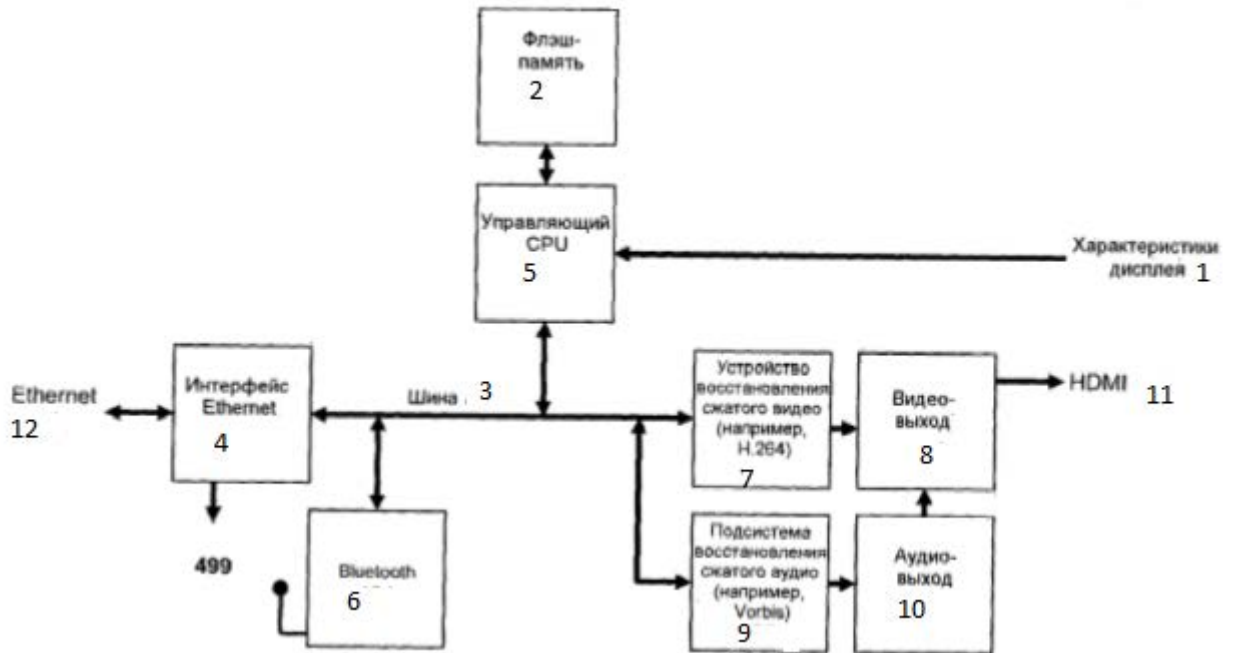 Флэш-
память
2
Управляющий
CPU
5
Характеристики
дисплея 1
Ethernet
12
Интерфейс
Ethernet
4
Шина 3
Устройство
восстановления
сжатого видео
(например,
H.264)
7
Видео-
выход
8
HDMI 11
499
Bluetooth
6
Подсистема
восстановления
сжатого аудио
(например,
Vorbis)
9
Аудио-
выход
10